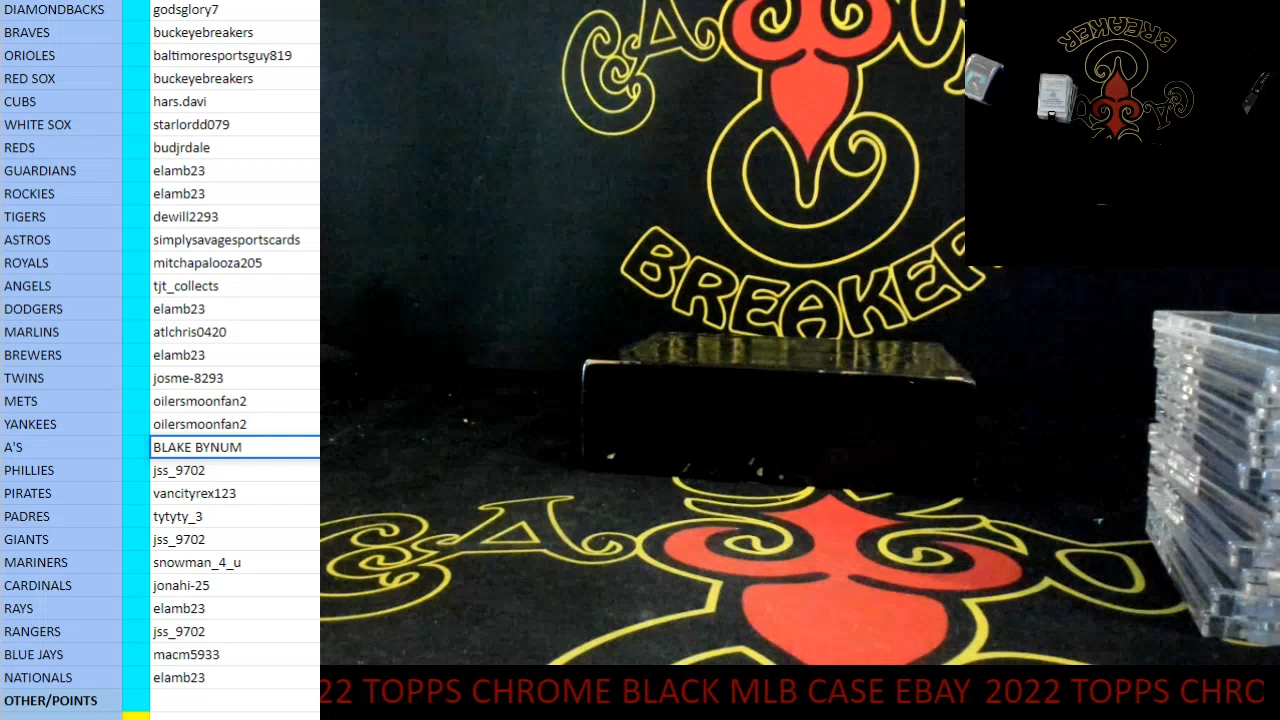 DIAMONDBACKS godsglory7
BRAVES buckeyebreakers
ORIOLES baltimoresportsguy819
RED SOX buckeyebreakers
CUBS hars.davi
WHITE SOX starlordd079
REDS budjrdale
GUARDIANS elamb23
ROCKIES elamb23
TIGERS dewill2293
ASTROS simplysavagesportscards
ROYALS mitchapalooza205
ANGELS tjt_collects
DODGERS elamb23
MARLINS atlchris0420
BREWERS elamb23
TWINS josme-8293
METS oilersmoonfan2
YANKEES oilersmoonfan2
A'S BLAKE BYNUM
PHILLIES jss_9702
PIRATES vancityrex123
PADRES tytyty_3
GIANTS jss_9702
MARINERS snowman_4_u
CARDINALS jonahi-25
RAYS elamb23
RANGERS jss_9702
BLUE JAYS macm5933
NATIONALS elamb23
OTHER/POINTS
BREAKER
BREAKER
22 TOPPS CHROME BLACK MLB CASE EBAY 2022 TOPPS CHRO